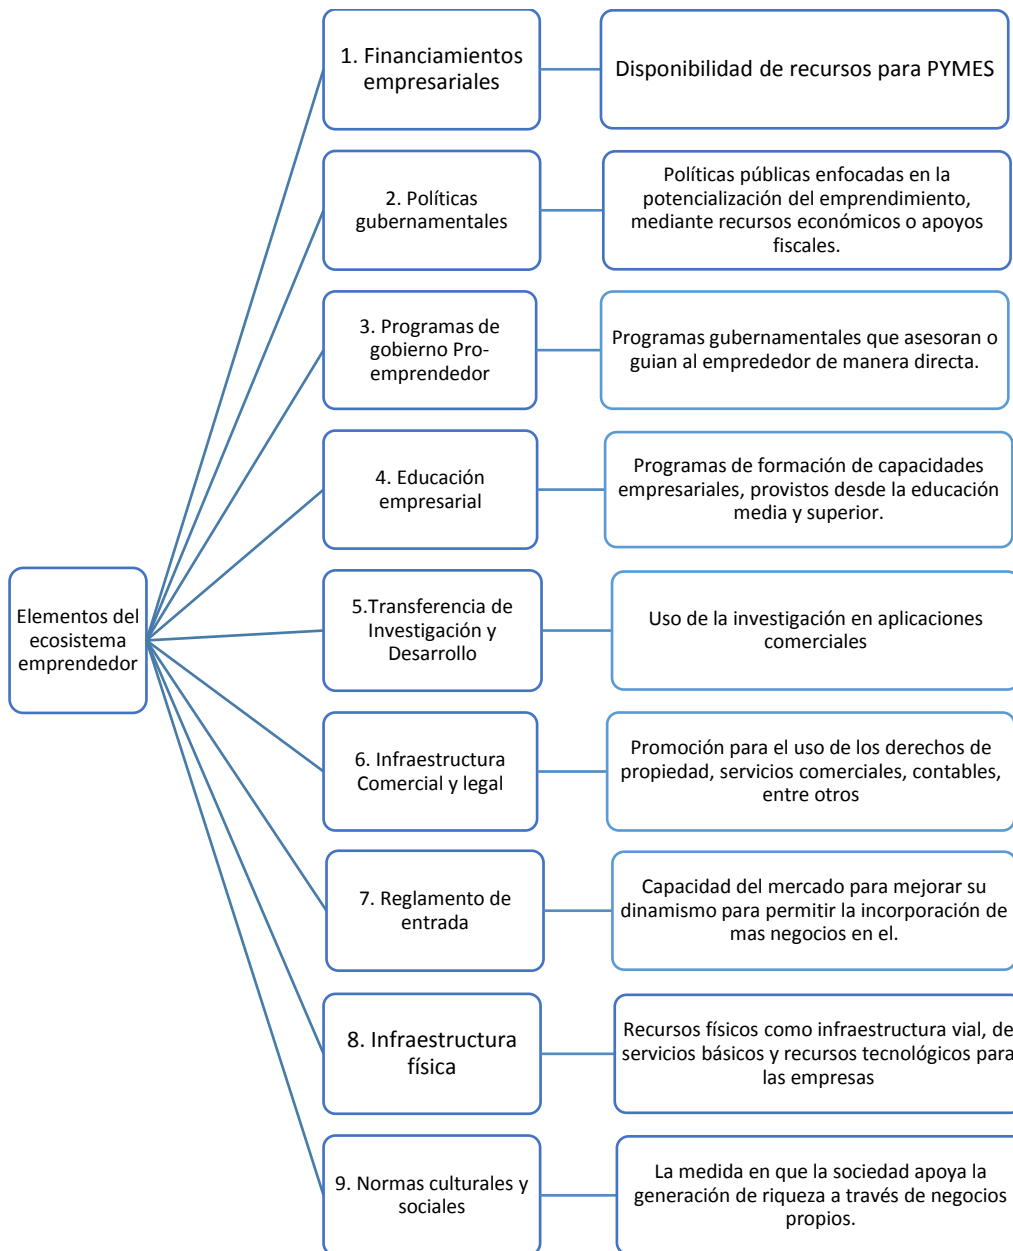 1. Financiamientos
empresariales
Disponibilidad de recursos para PYMES
2. Políticas
gubernamentales
Políticas públicas enfocadas en la
potencialización del emprendimiento,
mediante recursos económicos o apoyos
fiscales.
3. Programas de
gobierno Pro-
emprendedor
Programas gubernamentales que asesoran o
guian al emprededor de manera directa.
4. Educación
empresarial
Programas de formación de capacidades
empresariales, provistos desde la educación
media y superior.
Elementos del
ecosistema
emprendedor
5.Transferencia de
Investigación y
Desarrollo
Uso de la investigación en aplicaciones
comerciales
6. Infraestructura
Comercial y legal
Promoción para el uso de los derechos de
propiedad, servicios comerciales, contables,
entre otros
7. Reglamento de
entrada
Capacidad del mercado para mejorar su
dinamismo para permitir la incorporación de
mas negocios en el.
8. Infraestructura
física
Recursos físicos como infraestructura vial, de
servicios básicos y recursos tecnológicos para
las empresas
9. Normas culturales y
sociales
La medida en que la sociedad apoya la
generación de riqueza a través de negocios
propios.